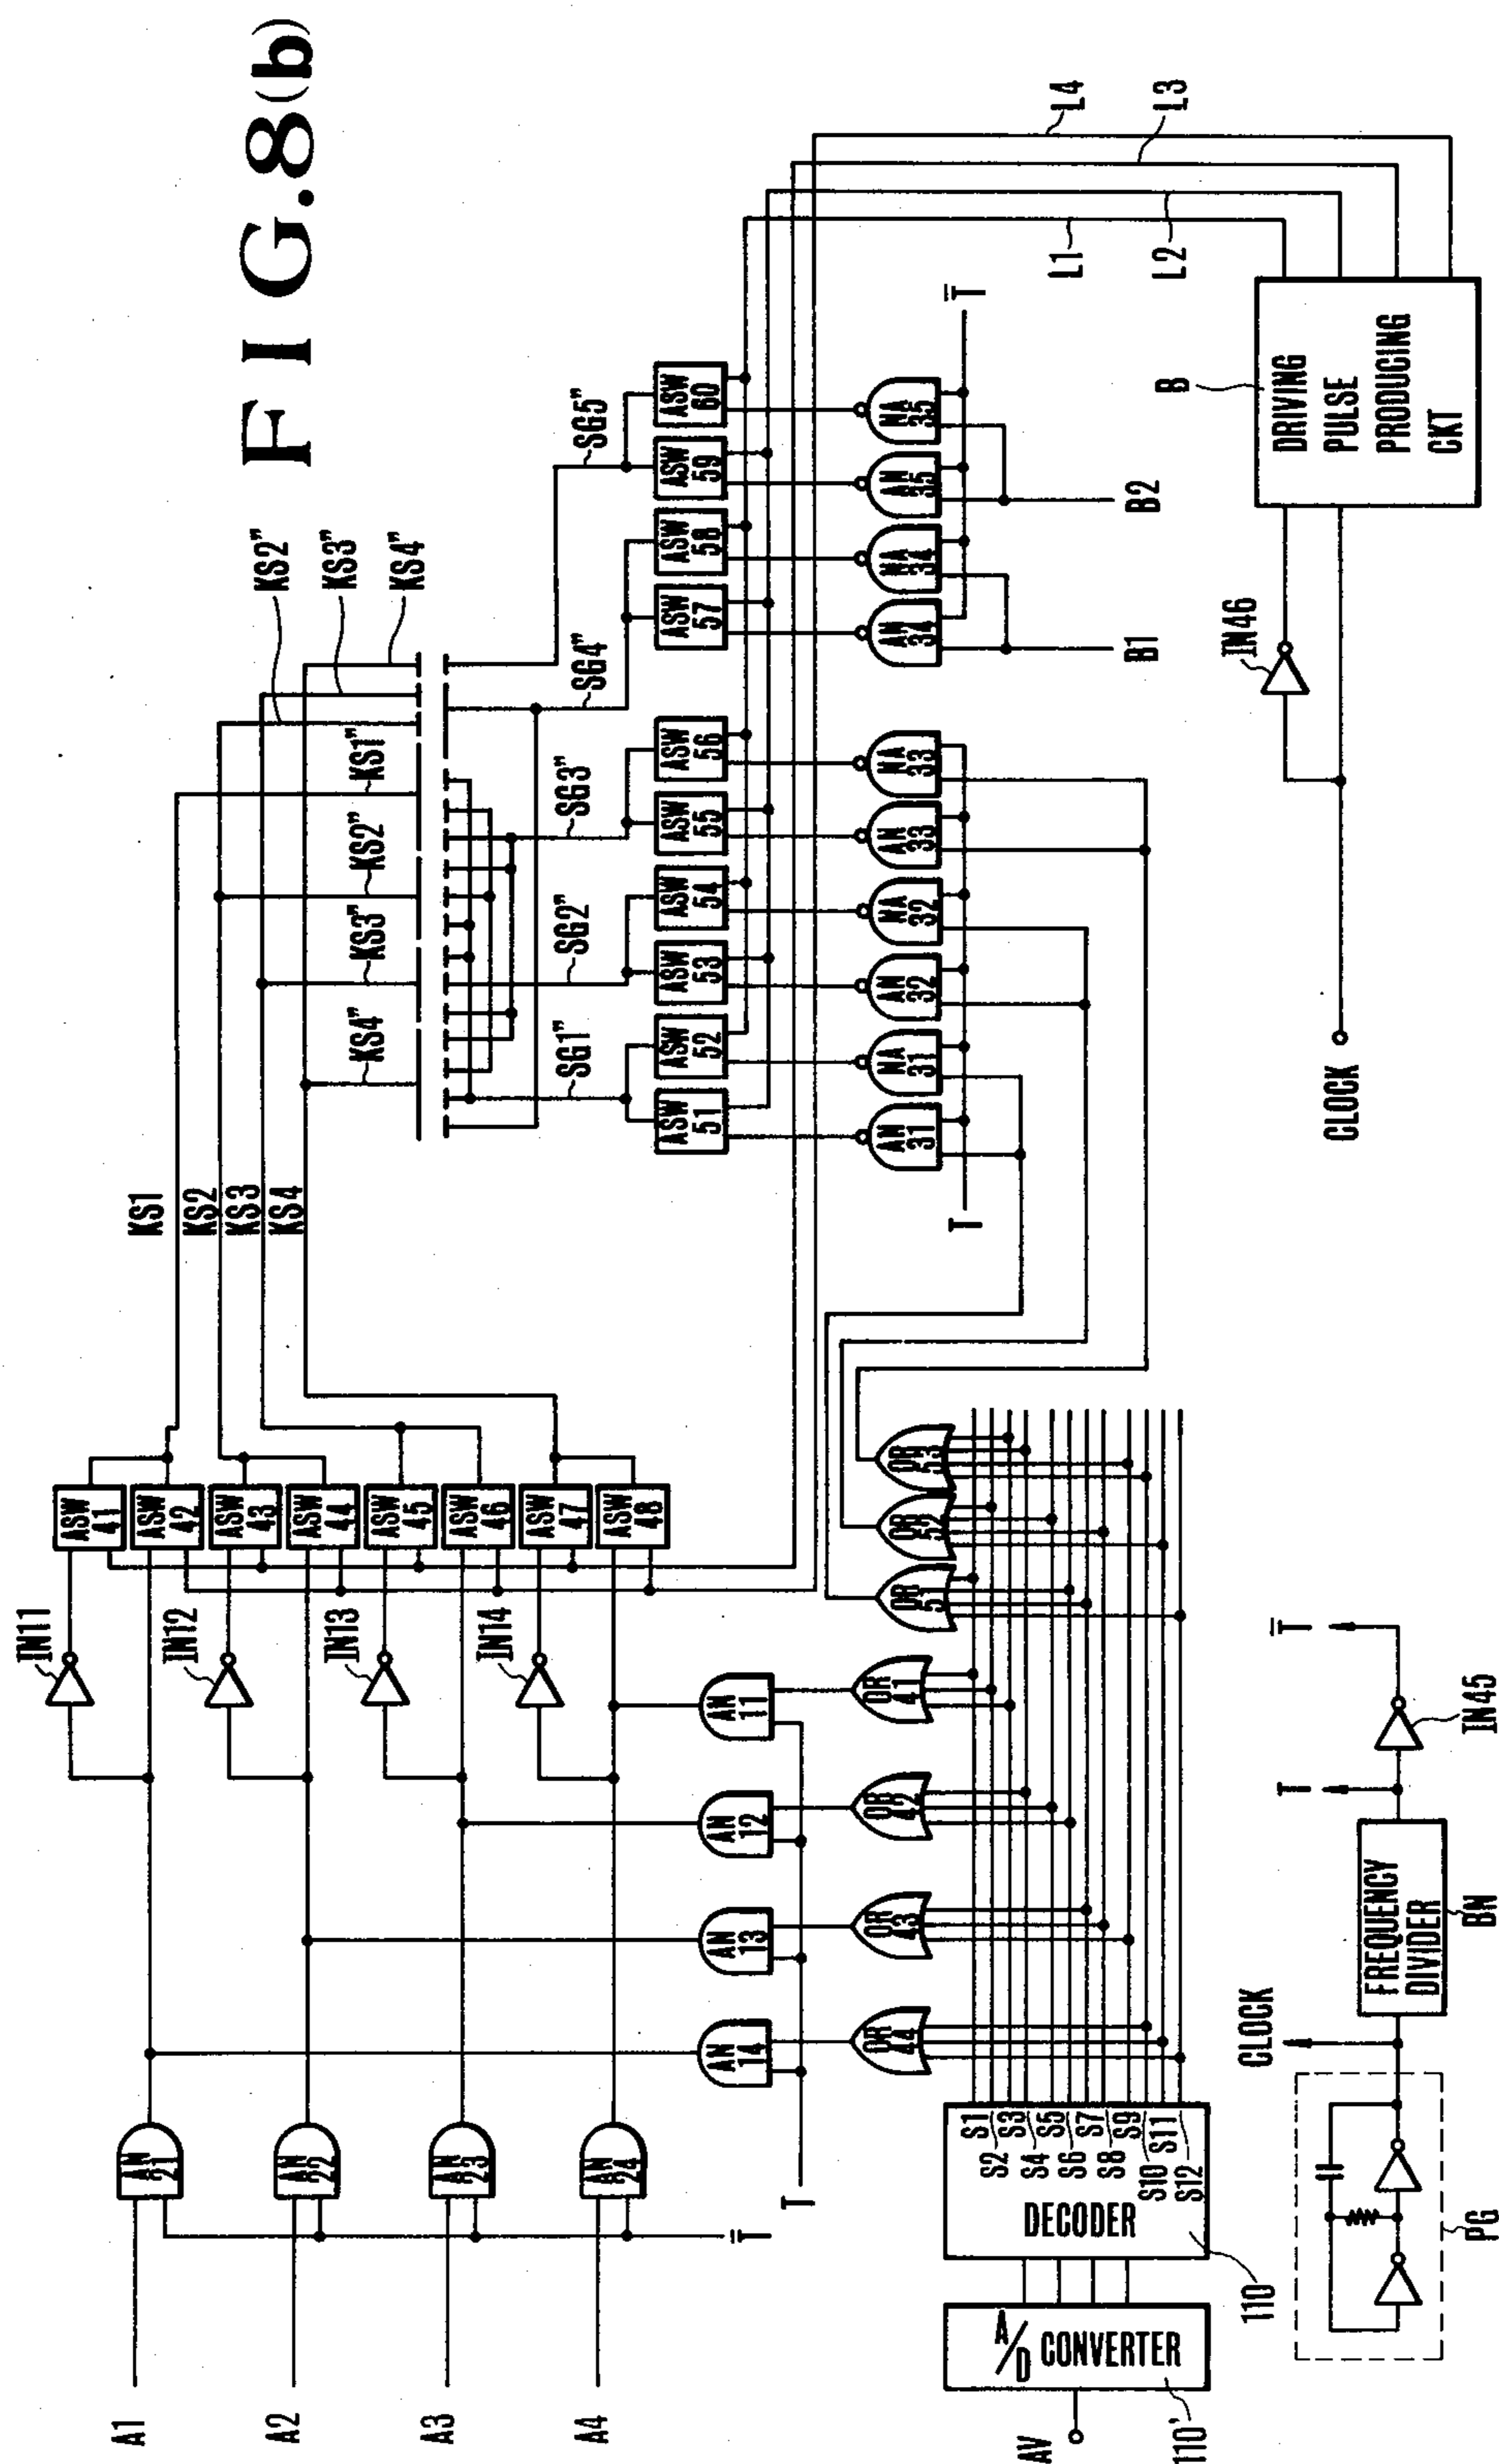 FIG.8(b)
A1
A2
A3
A4
AN
21
AN
22
AN
23
AN
24
T̅
T
IN11
IN12
IN13
IN14
ASW
41
ASW
42
ASW
43
ASW
44
ASW
45
ASW
46
ASW
47
ASW
48
KS1
KS2
KS3
KS4
KS4"
KS3"
KS2"
KS1"
KS2"
KS3"
KS4"
SG1"
SG2"
SG3"
SG4"
SG5"
ASW
51
ASW
52
ASW
53
ASW
54
ASW
55
ASW
56
ASW
57
ASW
58
ASW
59
ASW
60
AN
14
AN
13
AN
12
AN
11
T
T̅
AN
31
NA
31
AN
32
NA
32
AN
33
NA
33
AN
34
NA
34
AN
35
NA
35
B1
B2
L1
L2
L3
L4
OR
44
OR
43
OR
42
OR
41
OR
51
OR
52
OR
53
AV
A/D CONVERTER
110'
DECODER
110
S1
S2
S3
S4
S5
S6
S7
S8
S9
S10
S11
S12
CLOCK
PG
FREQUENCY
DIVIDER
BN
T
T̅
IN45
CLOCK
IN46
B
DRIVING
PULSE
PRODUCING
CKT